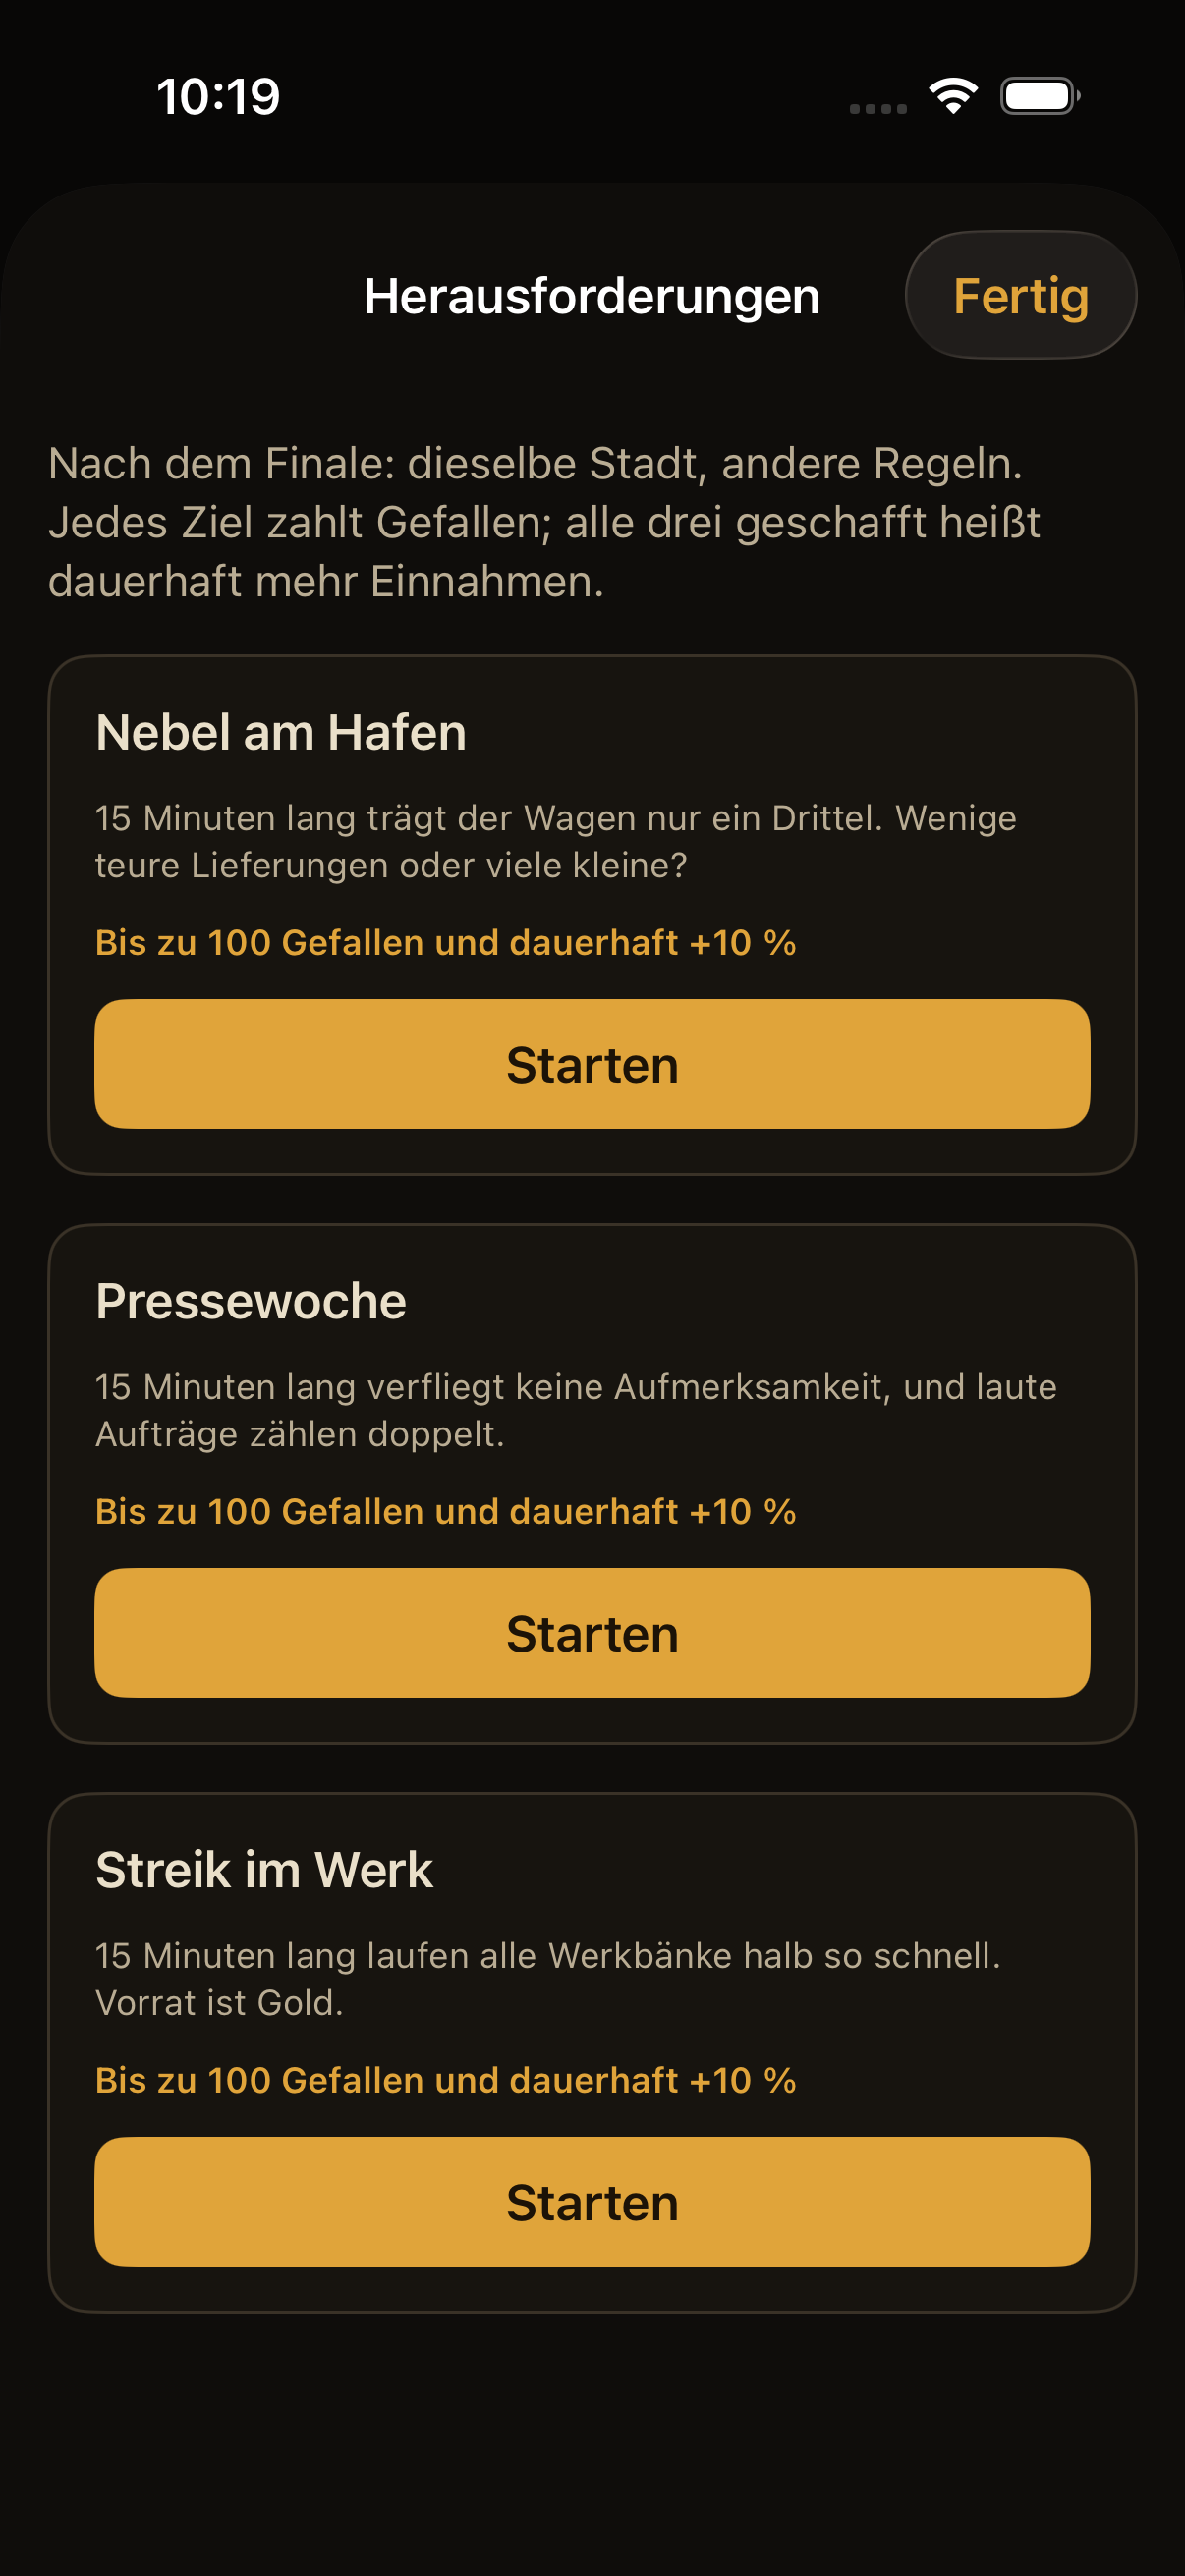 10:19
Herausforderungen
Fertig
Nach dem Finale: dieselbe Stadt, andere Regeln.
Jedes Ziel zahlt Gefallen; alle drei geschafft heißt
dauerhaft mehr Einnahmen.
Nebel am Hafen
15 Minuten lang trägt der Wagen nur ein Drittel. Wenige
teure Lieferungen oder viele kleine?
Bis zu 100 Gefallen und dauerhaft +10 %
Starten
Pressewoche
15 Minuten lang verfliegt keine Aufmerksamkeit, und laute
Aufträge zählen doppelt.
Bis zu 100 Gefallen und dauerhaft +10 %
Starten
Streik im Werk
15 Minuten lang laufen alle Werkbänke halb so schnell.
Vorrat ist Gold.
Bis zu 100 Gefallen und dauerhaft +10 %
Starten